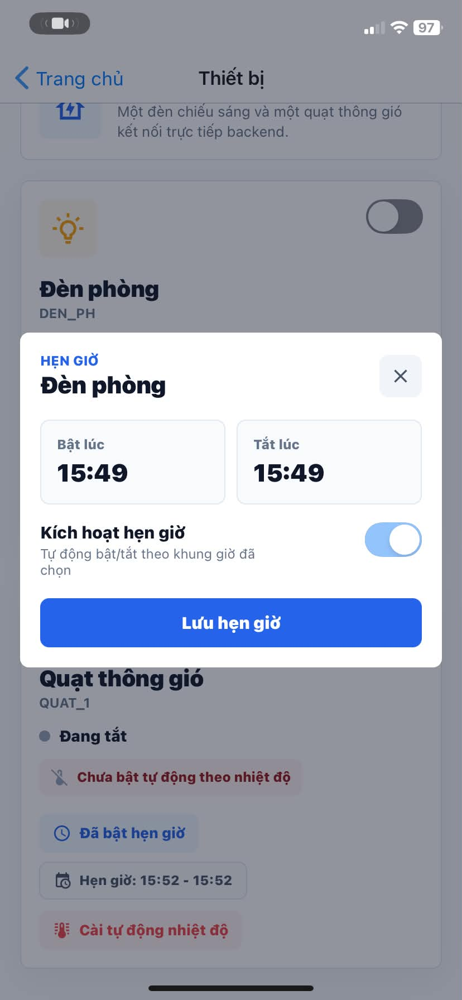 97
Trang chủ
Thiết bị
Một đèn chiếu sáng và một quạt thông gió
kết nối trực tiếp backend.
Đèn phòng
DEN_PH
HẸN GIỜ
Đèn phòng
Bật lúc
15:49
Tắt lúc
15:49
Kích hoạt hẹn giờ
Tự động bật/tắt theo khung giờ đã
chọn
Lưu hẹn giờ
Quạt thông gió
QUAT_1
Đang tắt
Chưa bật tự động theo nhiệt độ
Đã bật hẹn giờ
Hẹn giờ: 15:52 - 15:52
Cài tự động nhiệt độ